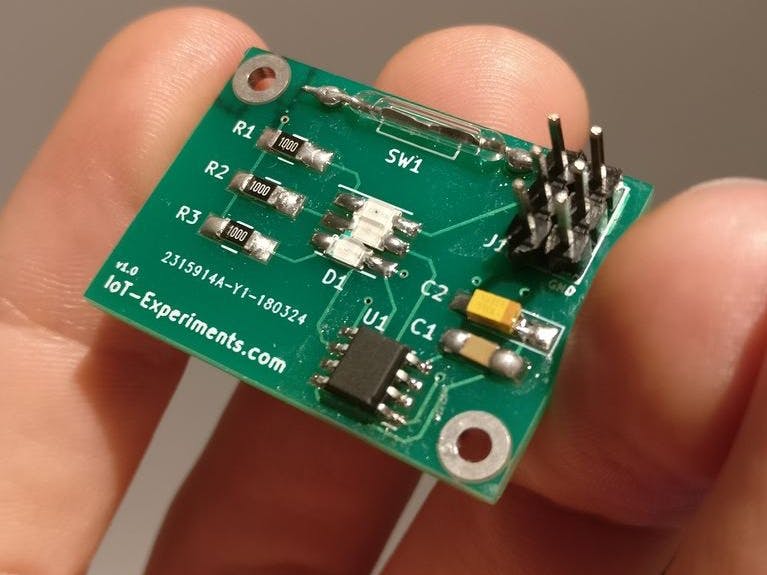 R1
1000
SW1
R2
1000
J1
R3
1000
GND
D1
C2
U1
C1
2315914A-Y1-180324
v1.0
IoT-Experiments.com